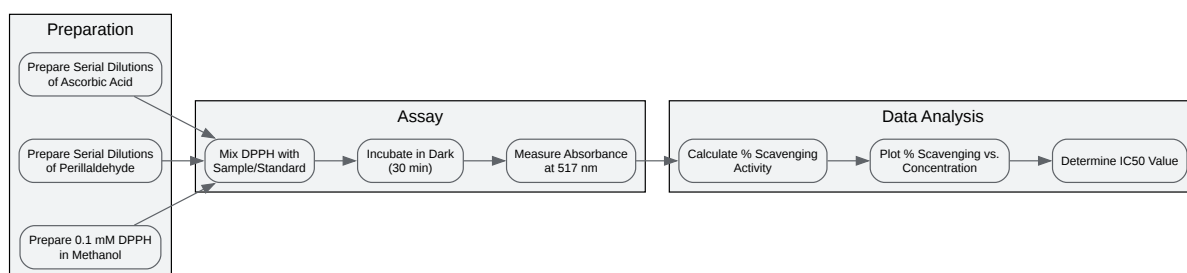 Preparation
Prepare Serial Dilutions
of Ascorbic Acid
Prepare Serial Dilutions
of Perillaldehyde
Prepare 0.1 mM DPPH
in Methanol
Assay
Mix DPPH with
Sample/Standard
Incubate in Dark
(30 min)
Measure Absorbance
at 517 nm
Data Analysis
Calculate % Scavenging
Activity
Plot % Scavenging vs.
Concentration
Determine IC50 Value